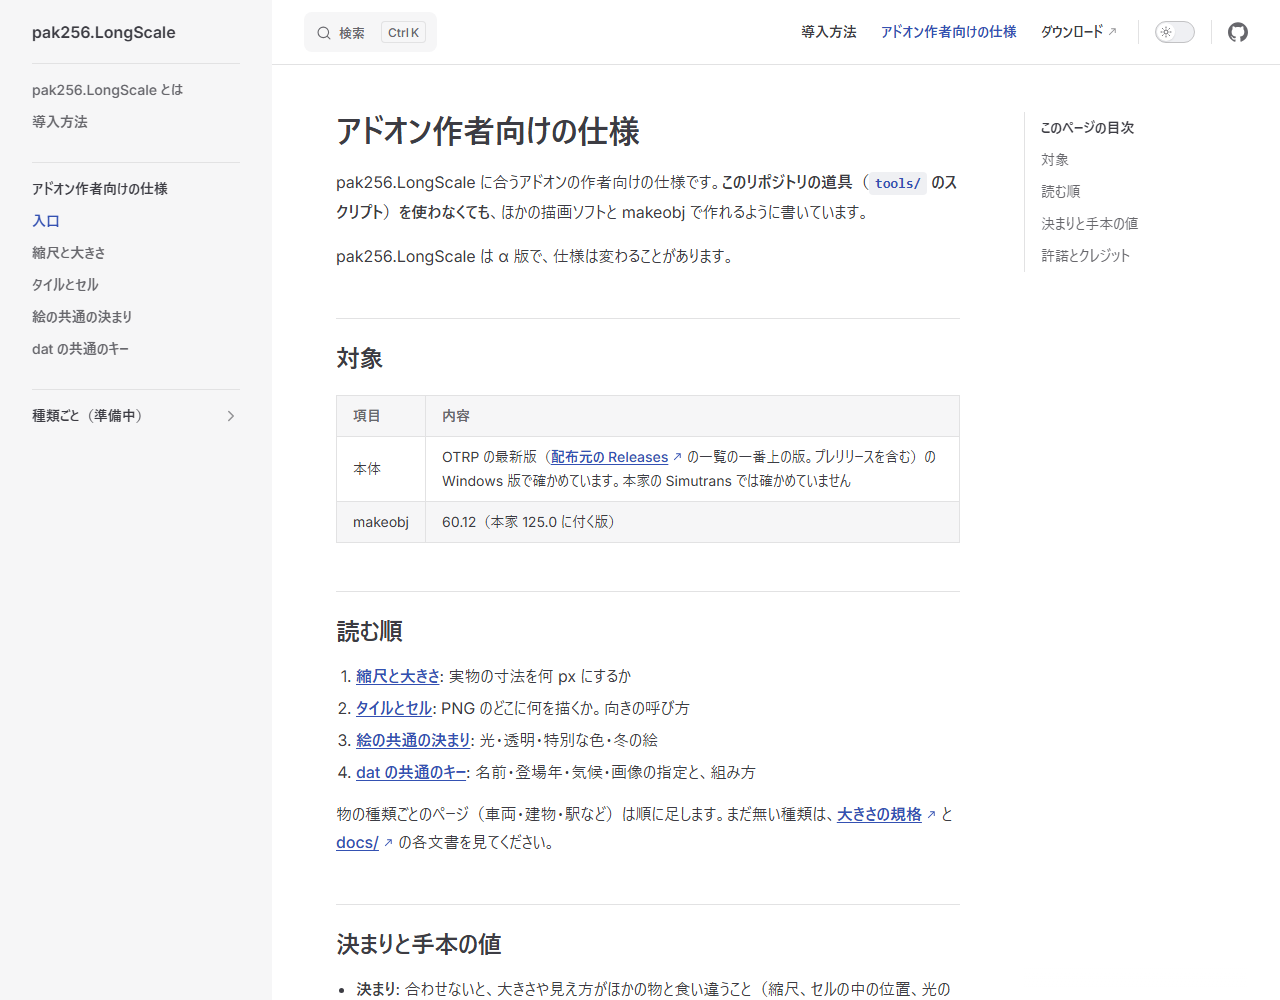 pak256.LongScale
検索 Ctrl K
導入方法 アドオン作者向けの仕様 ダウンロード
pak256.LongScale とは
導入方法
アドオン作者向けの仕様
入口
縮尺と大きさ
タイルとセル
絵の共通の決まり
dat の共通のキー
種類ごと（準備中）
アドオン作者向けの仕様
pak256.LongScale に合うアドオンの作者向けの仕様です。このリポジトリの道具（tools/ のス
クリプト）を使わなくても、ほかの描画ソフトと makeobj で作れるように書いています。
pak256.LongScale は α 版で、仕様は変わることがあります。
対象
項目 内容
本体 OTRP の最新版（配布元の Releases の一覧の一番上の版。プレリリースを含む）の
Windows 版で確かめています。本家の Simutrans では確かめていません
makeobj 60.12（本家 125.0 に付く版）
読む順
1. 縮尺と大きさ: 実物の寸法を何 px にするか
2. タイルとセル: PNG のどこに何を描くか。向きの呼び方
3. 絵の共通の決まり: 光・透明・特別な色・冬の絵
4. dat の共通のキー: 名前・登場年・気候・画像の指定と、組み方
物の種類ごとのページ（車両・建物・駅など）は順に足します。まだ無い種類は、大きさの規格 と
docs/ の各文書を見てください。
決まりと手本の値
• 決まり: 合わせないと、大きさや見え方がほかの物と食い違うこと（縮尺、セルの中の位置、光の
このページの目次
対象
読む順
決まりと手本の値
許諾とクレジット